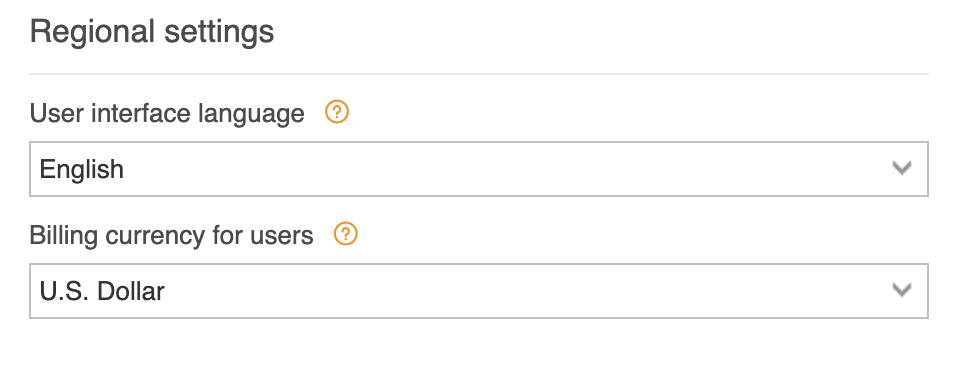 Regional settings
User interface language ?
English
Billing currency for users ?
U.S. Dollar